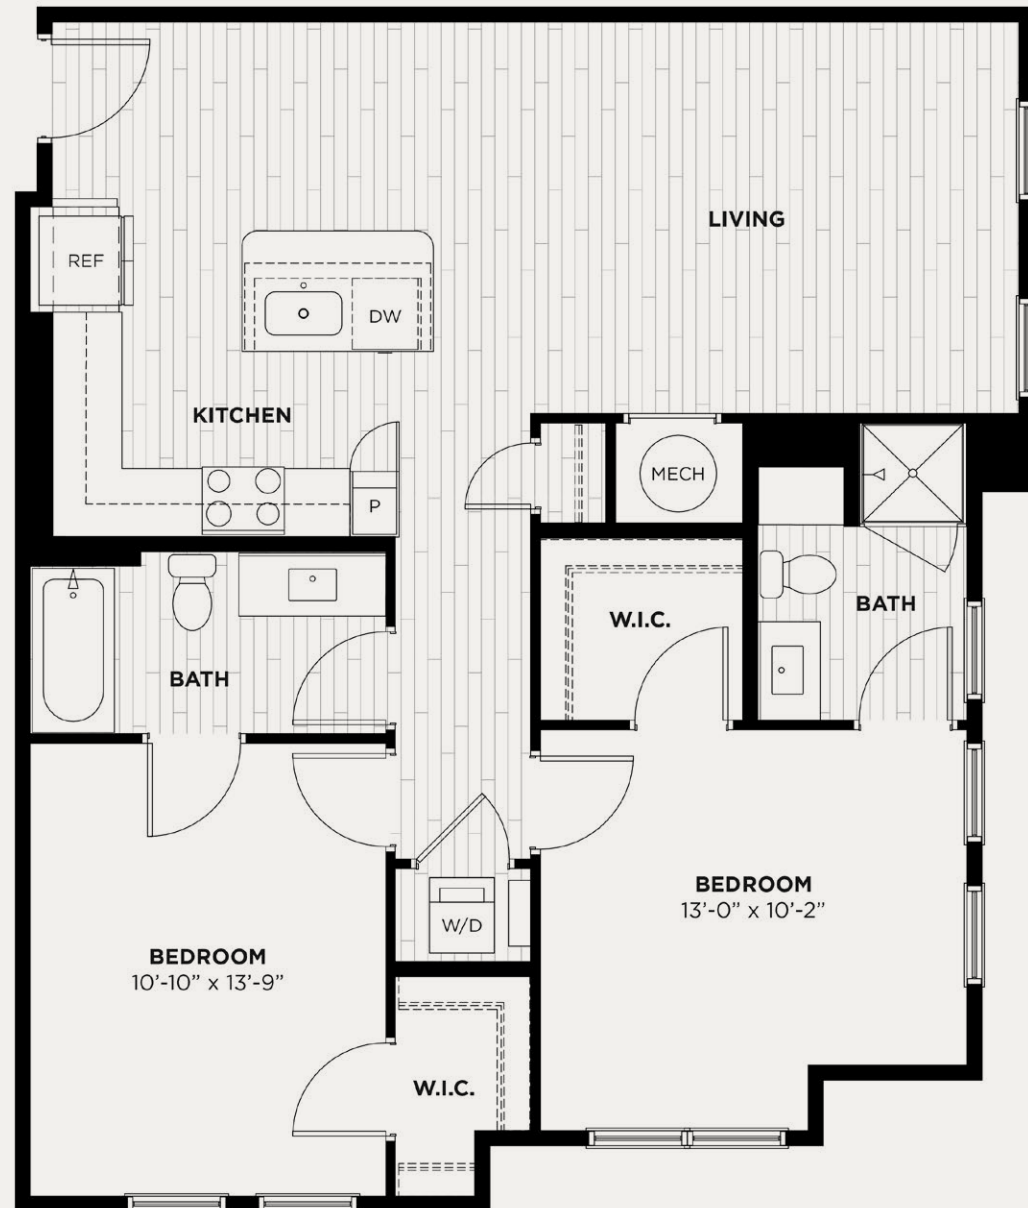 LIVING
REF
DW
KITCHEN
MECH
P
W.I.C.
BATH
BATH
BEDROOM
13’-0” x 10’-2”
W/D
BEDROOM
10’-10” x 13’-9”
W.I.C.